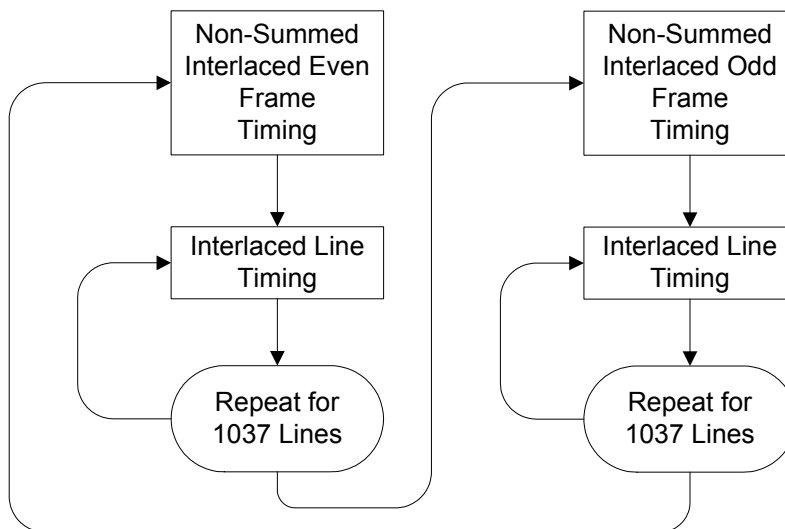 Non-Summed
Interlaced Even
Frame
Timing
Interlaced Line
Timing
Repeat for
1037 Lines
Non-Summed
Interlaced Odd
Frame
Timing
Interlaced Line
Timing
Repeat for
1037 Lines